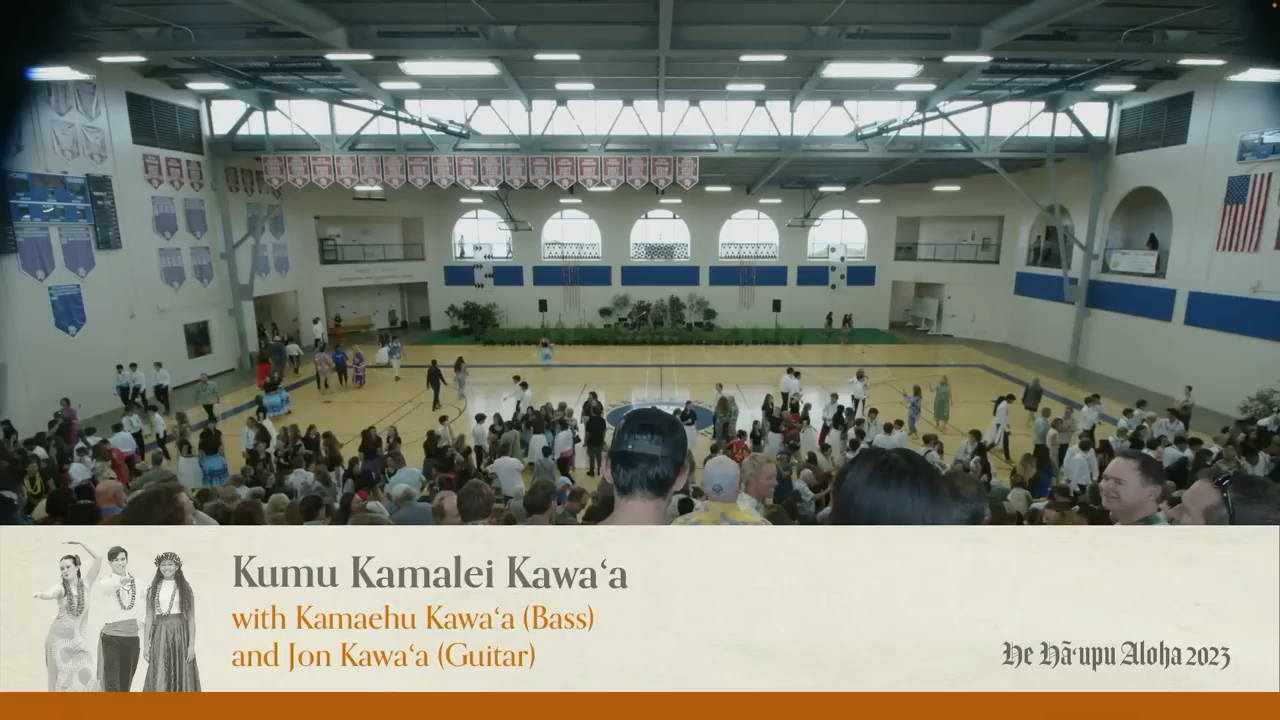 Kumu Kamalei Kawaʻa
with Kamaehu Kawaʻa (Bass)
and Jon Kawaʻa (Guitar)
He Hāʻupu Aloha 2023